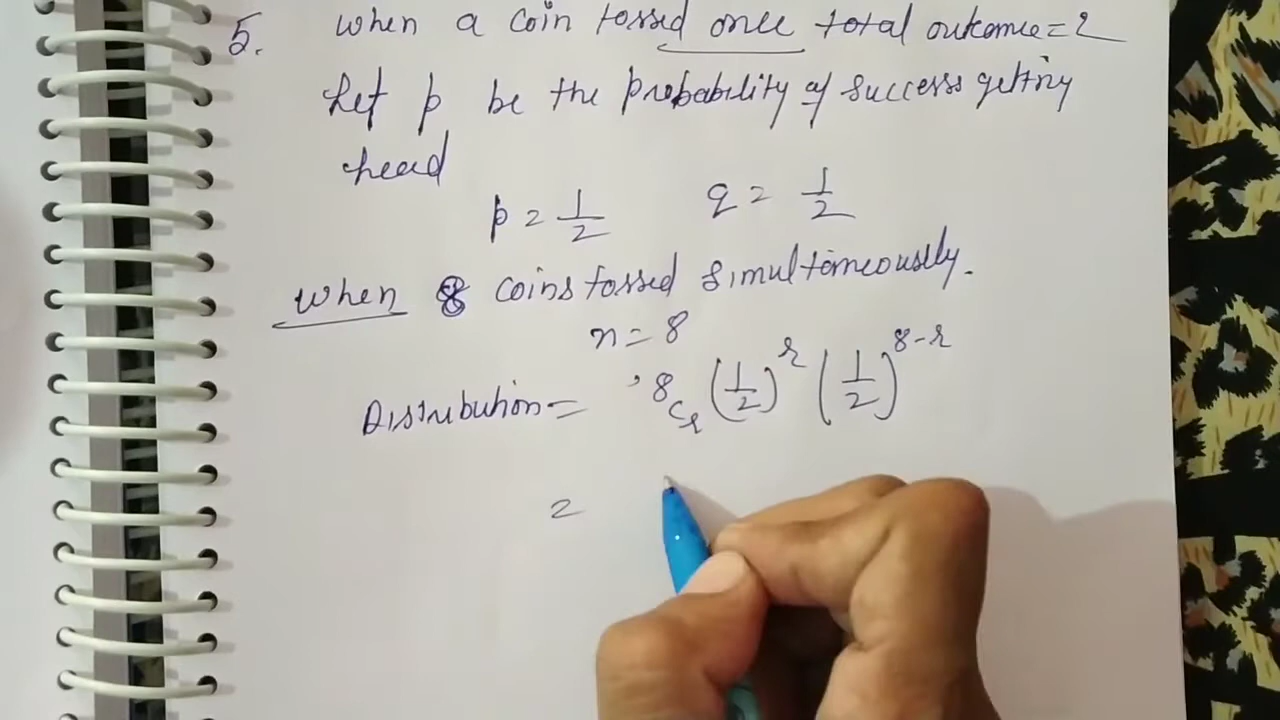 5. when a coin tossed once total outcome = 2
Let p be the probability of success getting
head
p = 1/2 q = 1/2
when 8 coins tossed simultaneously.
n = 8
Distribution = ⁸Cᵣ (1/2)^r (1/2)^8-r
=